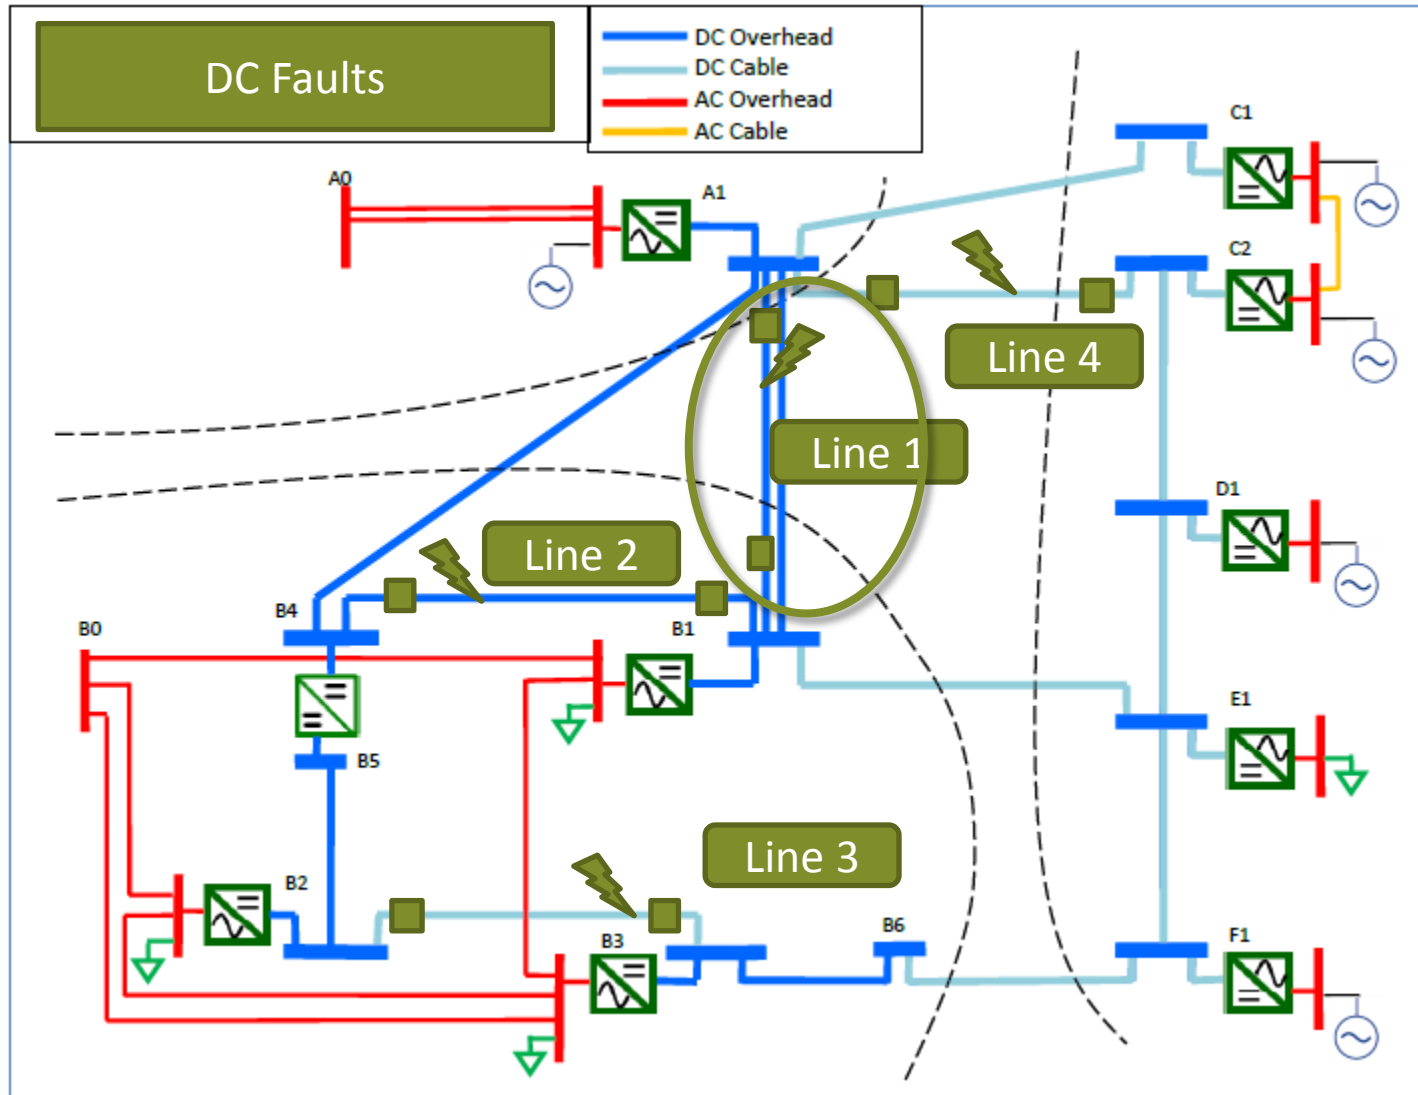 DC Faults
DC Overhead
DC Cable
AC Overhead
AC Cable
C1
A0
A1
C2
Line 4
Line 1
D1
Line 2
B4
B0
B1
E1
B5
Line 3
B2
B6
F1
B3